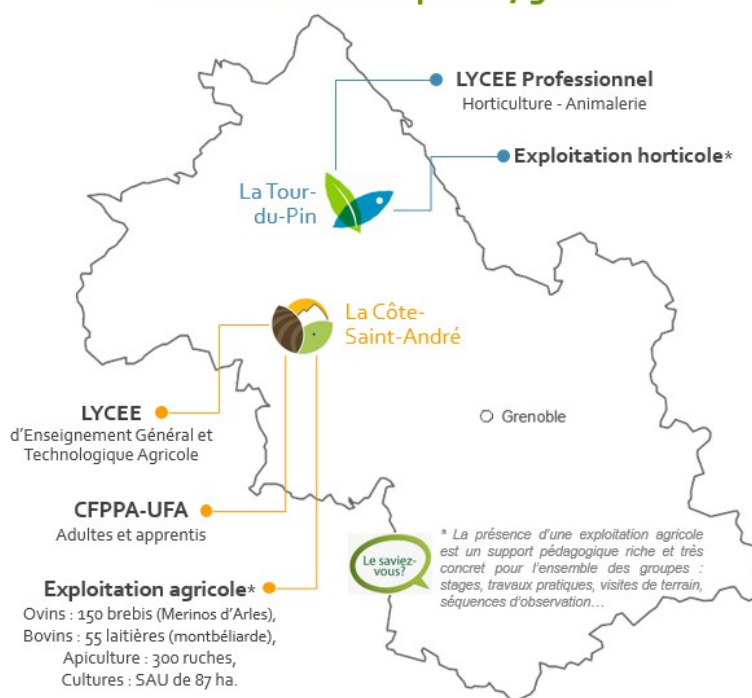 LYCEE Professionnel
Horticulture - Animalerie
Exploitation horticole*
La Tour-
du-Pin
La Côte-
Saint-André
LYCEE
d'Enseignement Général et
Technologique Agricole
Grenoble
CFPPA-UFA
Adultes et apprentis
Le saviez-
vous?
* La présence d'une exploitation agricole
est un support pédagogique riche et très
concret pour l'ensemble des groupes :
stages, travaux pratiques, visites de terrain,
séquences d'observation...
Exploitation agricole*
Ovins : 150 brebis (Merinos d'Arles),
Bovins : 55 laitières (montbéliarde),
Apiculture : 300 ruches,
Cultures : SAU de 87 ha.